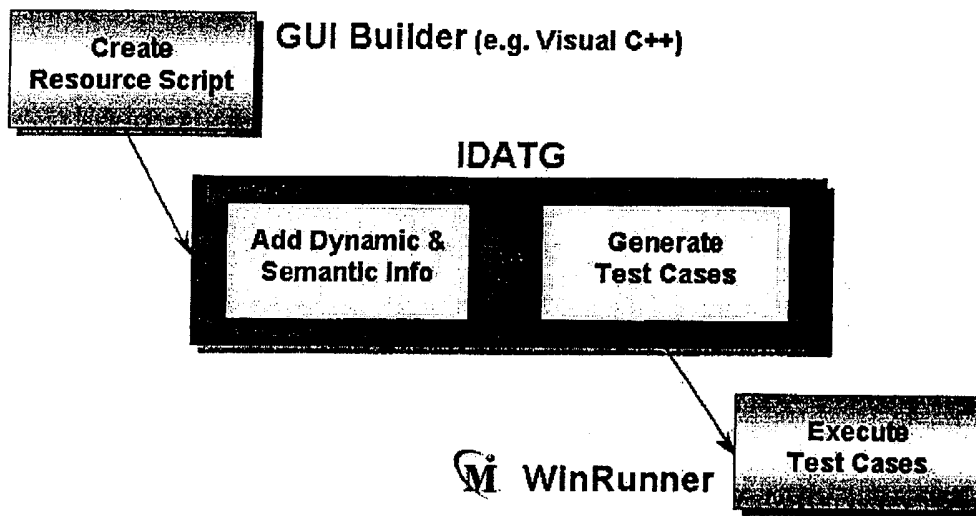 Create
Resource Script
GUI Builder (e.g. Visual C++)
IDATG
Add Dynamic &
Semantic Info
Generate
Test Cases
Execute
Test Cases
M WinRunner